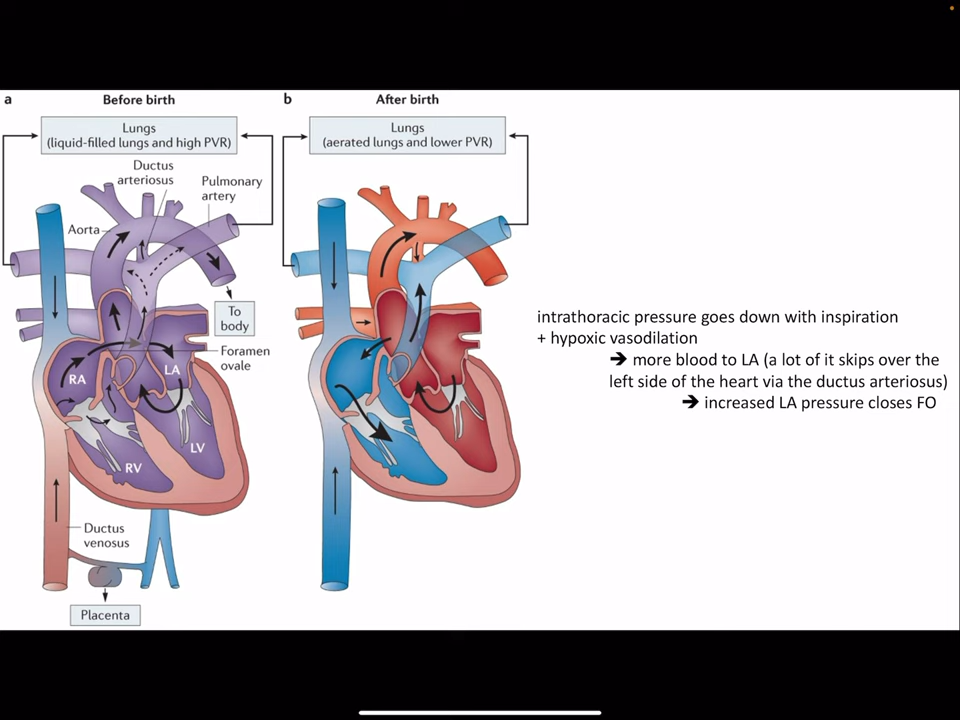 a
Before birth
Lungs
(liquid-filled lungs and high PVR)
Ductus
arteriosus
Pulmonary
artery
Aorta
To
body
Foramen
ovale
RA
LA
LV
RV
Ductus
venosus
Placenta
b
After birth
Lungs
(aerated lungs and lower PVR)
intrathoracic pressure goes down with inspiration
+ hypoxic vasodilation
➔ more blood to LA (a lot of it skips over the
left side of the heart via the ductus arteriosus)
➔ increased LA pressure closes FO